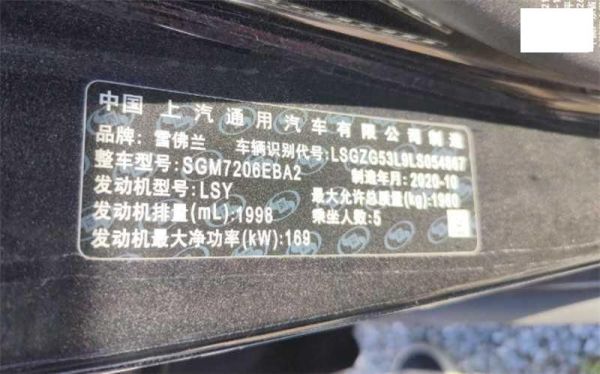 中国 上汽通用汽车有限公司制造
品牌: 雪佛兰 车辆识别代号: LSGZG53L9LS054867
整车型号: SGM7206EBA2 制造年月: 2020-10
发动机型号: LSY 最大允许总质量(kg): 1960
发动机排量(mL): 1998 乘坐人数: 5
发动机最大净功率(kW): 169